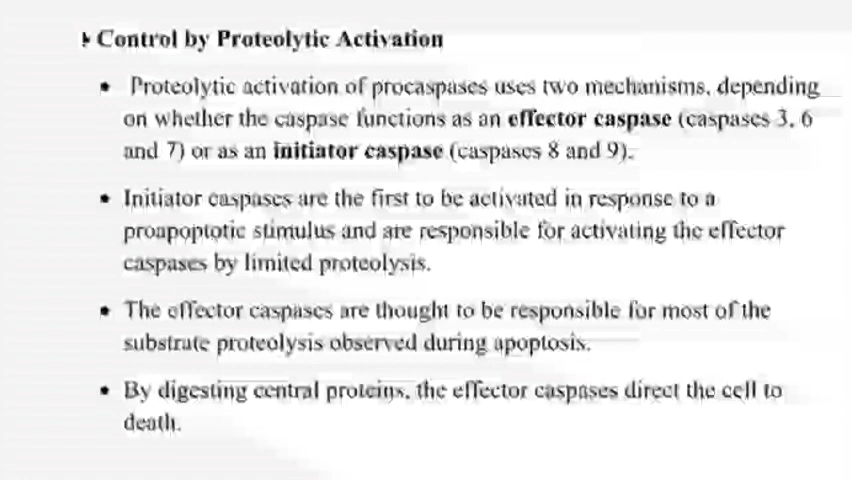 Control by Proteolytic Activation
• Proteolytic activation of procaspases uses two mechanisms, depending
on whether the caspase functions as an effector caspase (caspases 3, 6
and 7) or as an initiator caspase (caspases 8 and 9).
• Initiator caspases are the first to be activated in response to a
proapoptotic stimulus and are responsible for activating the effector
caspases by limited proteolysis.
• The effector caspases are thought to be responsible for most of the
substrate proteolysis observed during apoptosis.
• By digesting central proteins, the effector caspases direct the cell to
death.